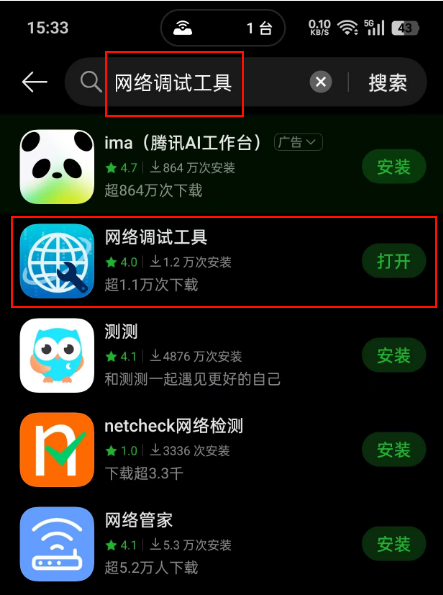 15:33
1 台
0.10 KB/S
5G
43
网络调试工具
搜索
ima（腾讯AI工作台）
广告
4.7
864 万次安装
超864万次下载
安装
网络调试工具
4.0
1.2 万次安装
超1.1万次下载
打开
测测
4.1
4876 万次安装
和测测一起遇见更好的自己
安装
netcheck网络检测
1.0
3336 次安装
下载超3.3千
安装
网络管家
4.1
5.3 万次安装
超5.2万人下载
安装